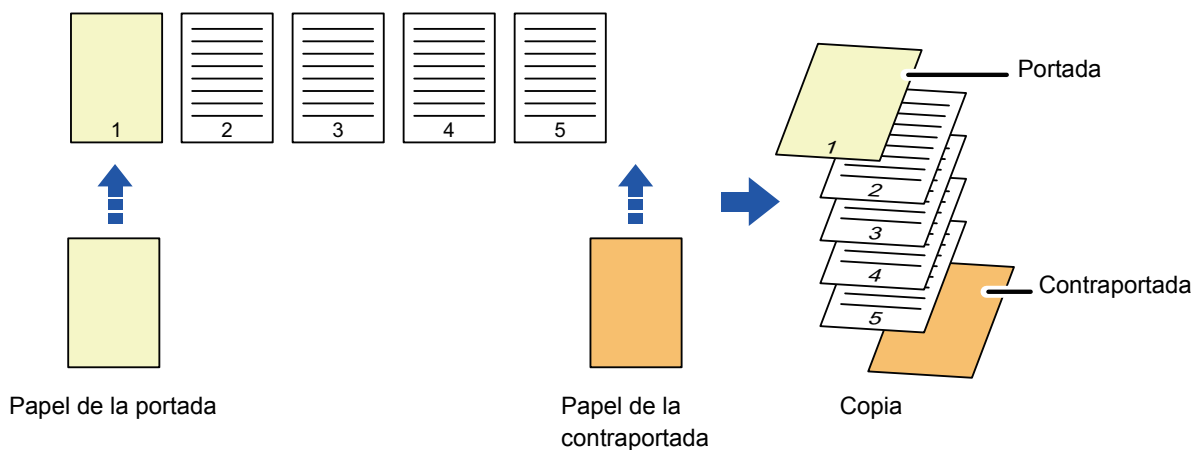 1 2 3 4 5
Papel de la portada
Papel de la
contraportada
Portada
1
2
3
4
5
Contraportada
Copia